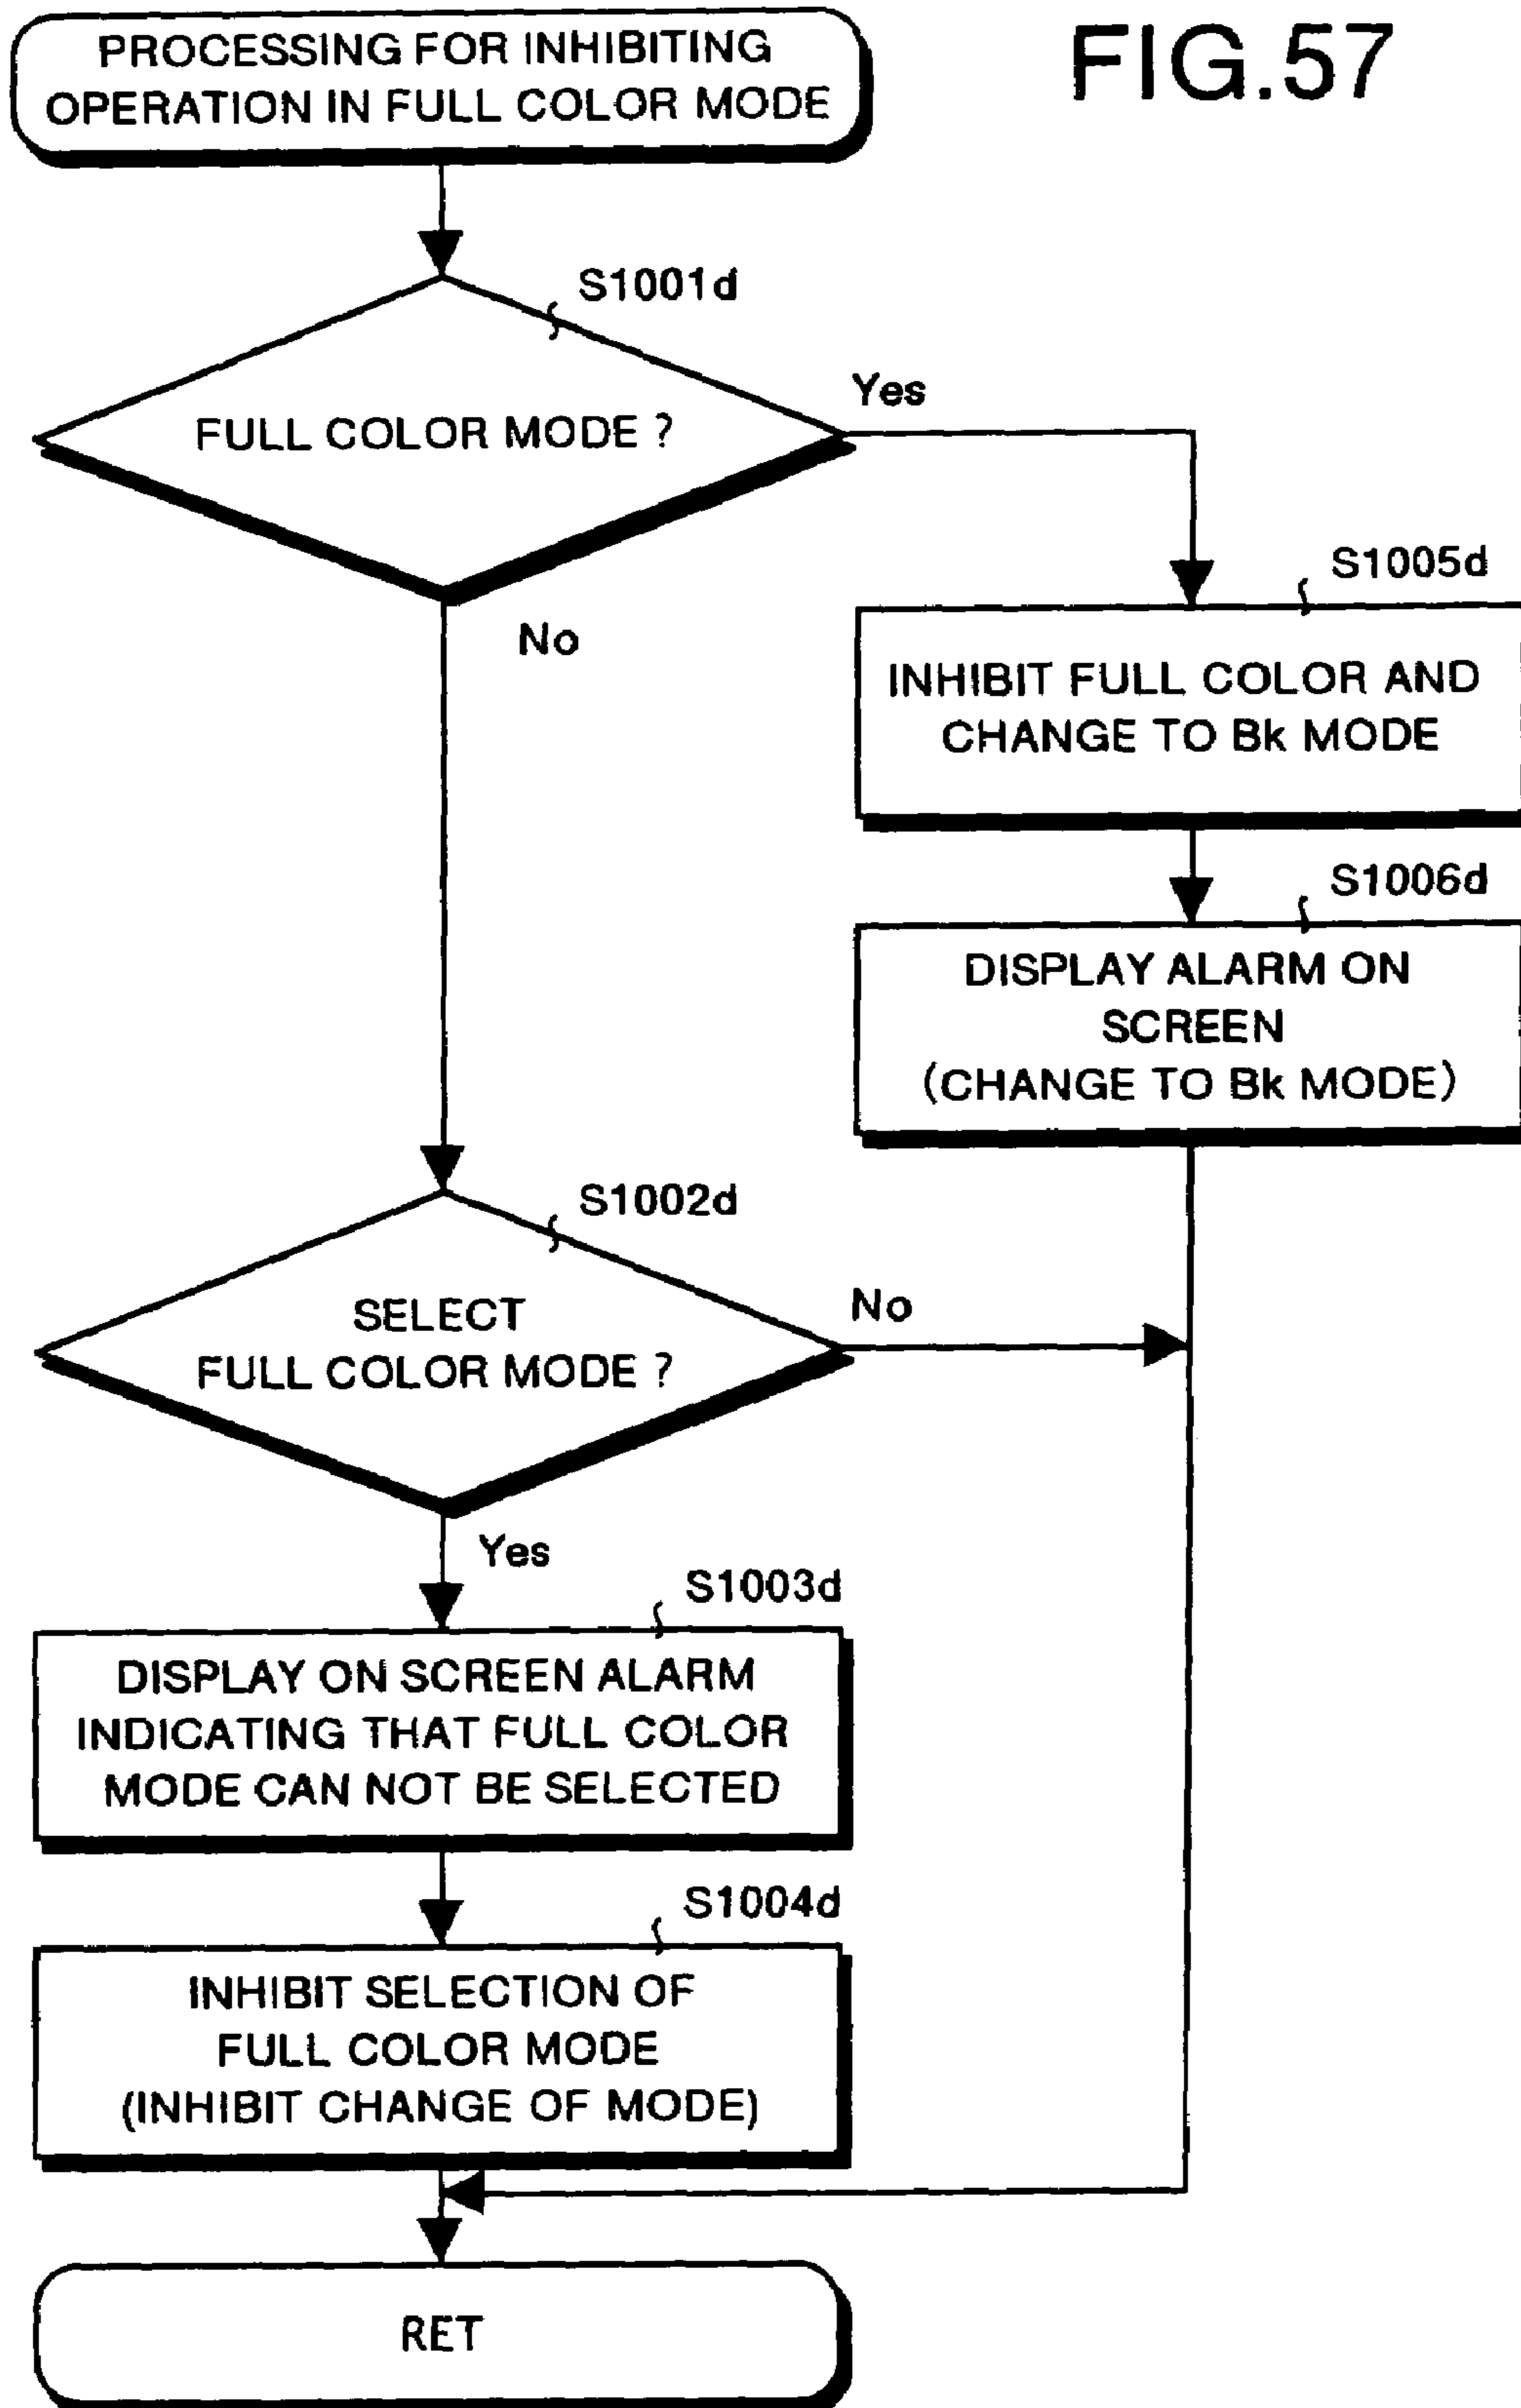 FIG.57
PROCESSING FOR INHIBITING
OPERATION IN FULL COLOR MODE
S1001d
FULL COLOR MODE ?
Yes
No
S1005d
INHIBIT FULL COLOR AND
CHANGE TO Bk MODE
S1006d
DISPLAY ALARM ON
SCREEN
(CHANGE TO Bk MODE)
S1002d
SELECT
FULL COLOR MODE ?
No
Yes
S1003d
DISPLAY ON SCREEN ALARM
INDICATING THAT FULL COLOR
MODE CAN NOT BE SELECTED
S1004d
INHIBIT SELECTION OF
FULL COLOR MODE
(INHIBIT CHANGE OF MODE)
RET